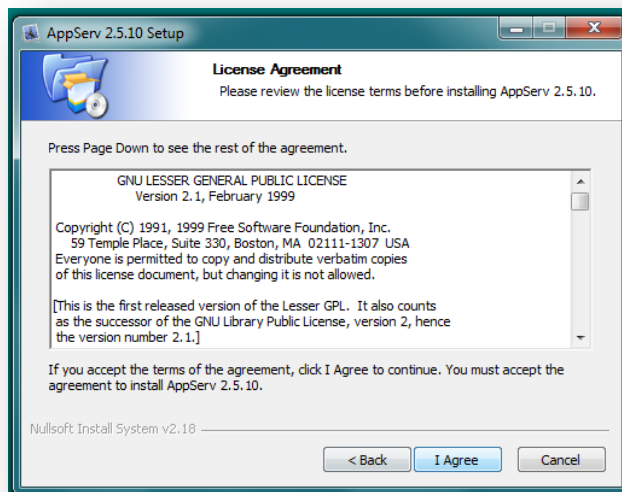 AppServ 2.5.10 Setup
License Agreement
Please review the license terms before installing AppServ 2.5.10.
Press Page Down to see the rest of the agreement.
GNU LESSER GENERAL PUBLIC LICENSE
Version 2.1, February 1999
Copyright (C) 1991, 1999 Free Software Foundation, Inc.
59 Temple Place, Suite 330, Boston, MA  02111-1307  USA
Everyone is permitted to copy and distribute verbatim copies
of this license document, but changing it is not allowed.
[This is the first released version of the Lesser GPL.  It also counts
as the successor of the GNU Library Public License, version 2, hence
the version number 2.1.]
If you accept the terms of the agreement, click I Agree to continue. You must accept the
agreement to install AppServ 2.5.10.
Nullsoft Install System v2.18
< Back
I Agree
Cancel